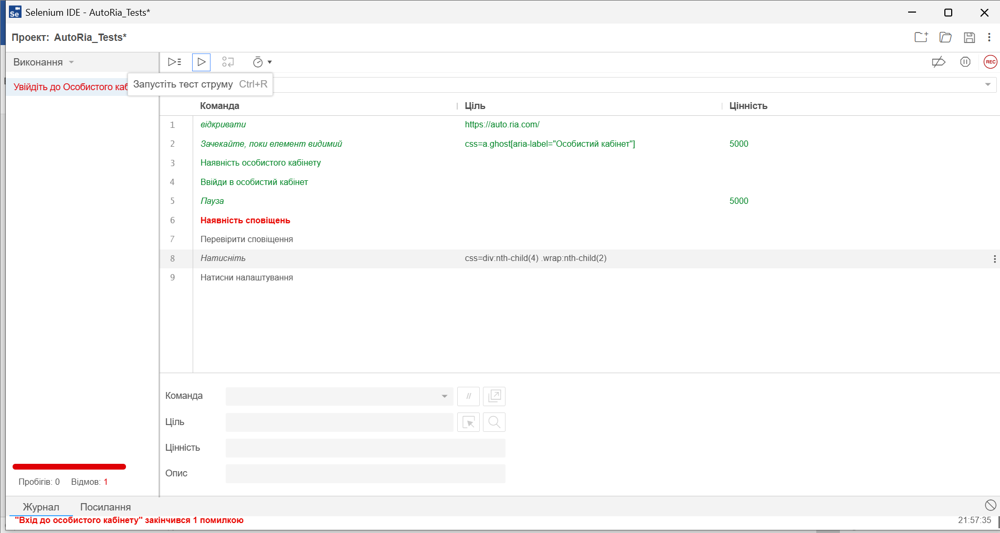 Selenium IDE - AutoRia_Tests*
Проект: AutoRia_Tests*
Виконання
Увійдіть до Особистого каб
Запустіть тест струму Ctrl+R
Команда Ціль Цінність
1 відкривати https://auto.ria.com/
2 Зачекайте, поки елемент видимий css=a.ghost[aria-label="Особистий кабінет"] 5000
3 Наявність особистого кабінету
4 Ввійди в особистий кабінет
5 Пауза 5000
6 Наявність сповіщень
7 Перевірити сповіщення
8 Натисніть css=div:nth-child(4) .wrap:nth-child(2)
9 Натисни налаштування
Команда //
Ціль
Цінність
Опис
Пробігів: 0 Відмов: 1
Журнал Посилання
"Вхід до особистого кабінету" закінчився 1 помилкою 21:57:35
REC